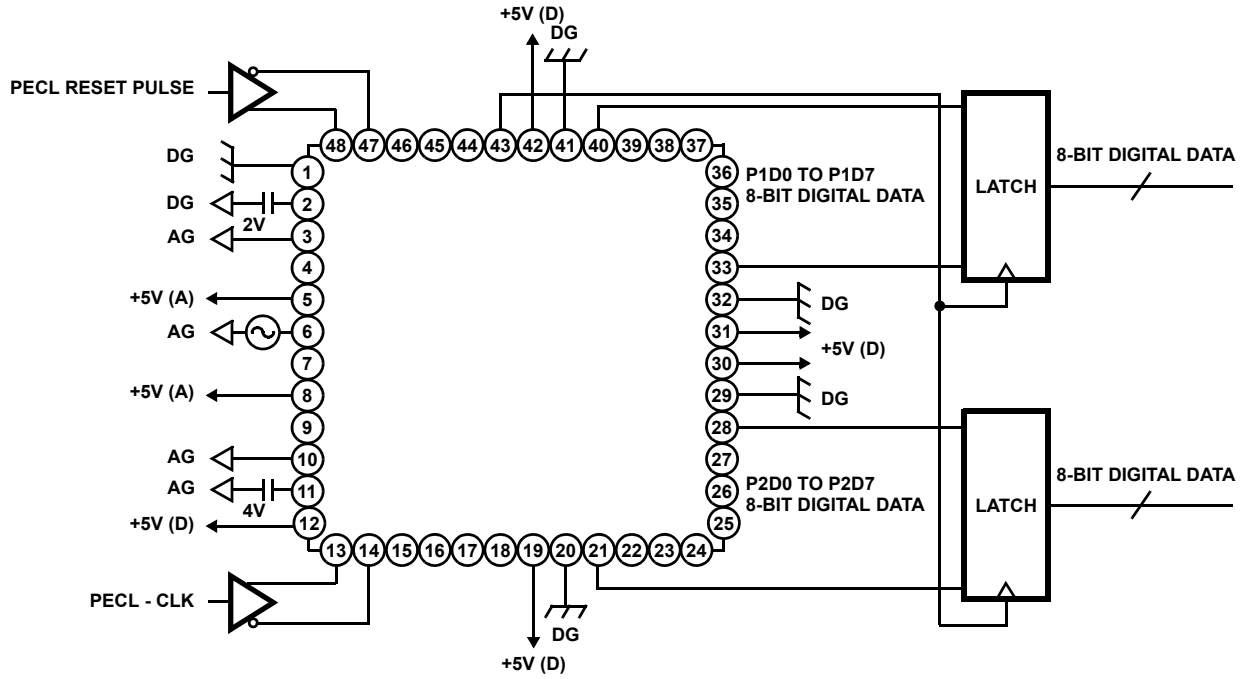 +5V (D)
DG
PECL RESET PULSE
48 47 46 45 44 43 42 41 40 39 38 37
DG
DG
2V
AG
+5V (A)
AG
+5V (A)
AG
AG
4V
+5V (D)
1
2
3
4
5
6
7
8
9
10
11
12
36
35
34
33
32
31
30
29
28
27
26
25
P1D0 TO P1D7
8-BIT DIGITAL DATA
DG
+5V (D)
DG
P2D0 TO P2D7
8-BIT DIGITAL DATA
LATCH
8-BIT DIGITAL DATA
LATCH
8-BIT DIGITAL DATA
13 14 15 16 17 18 19 20 21 22 23 24
PECL - CLK
DG
+5V (D)